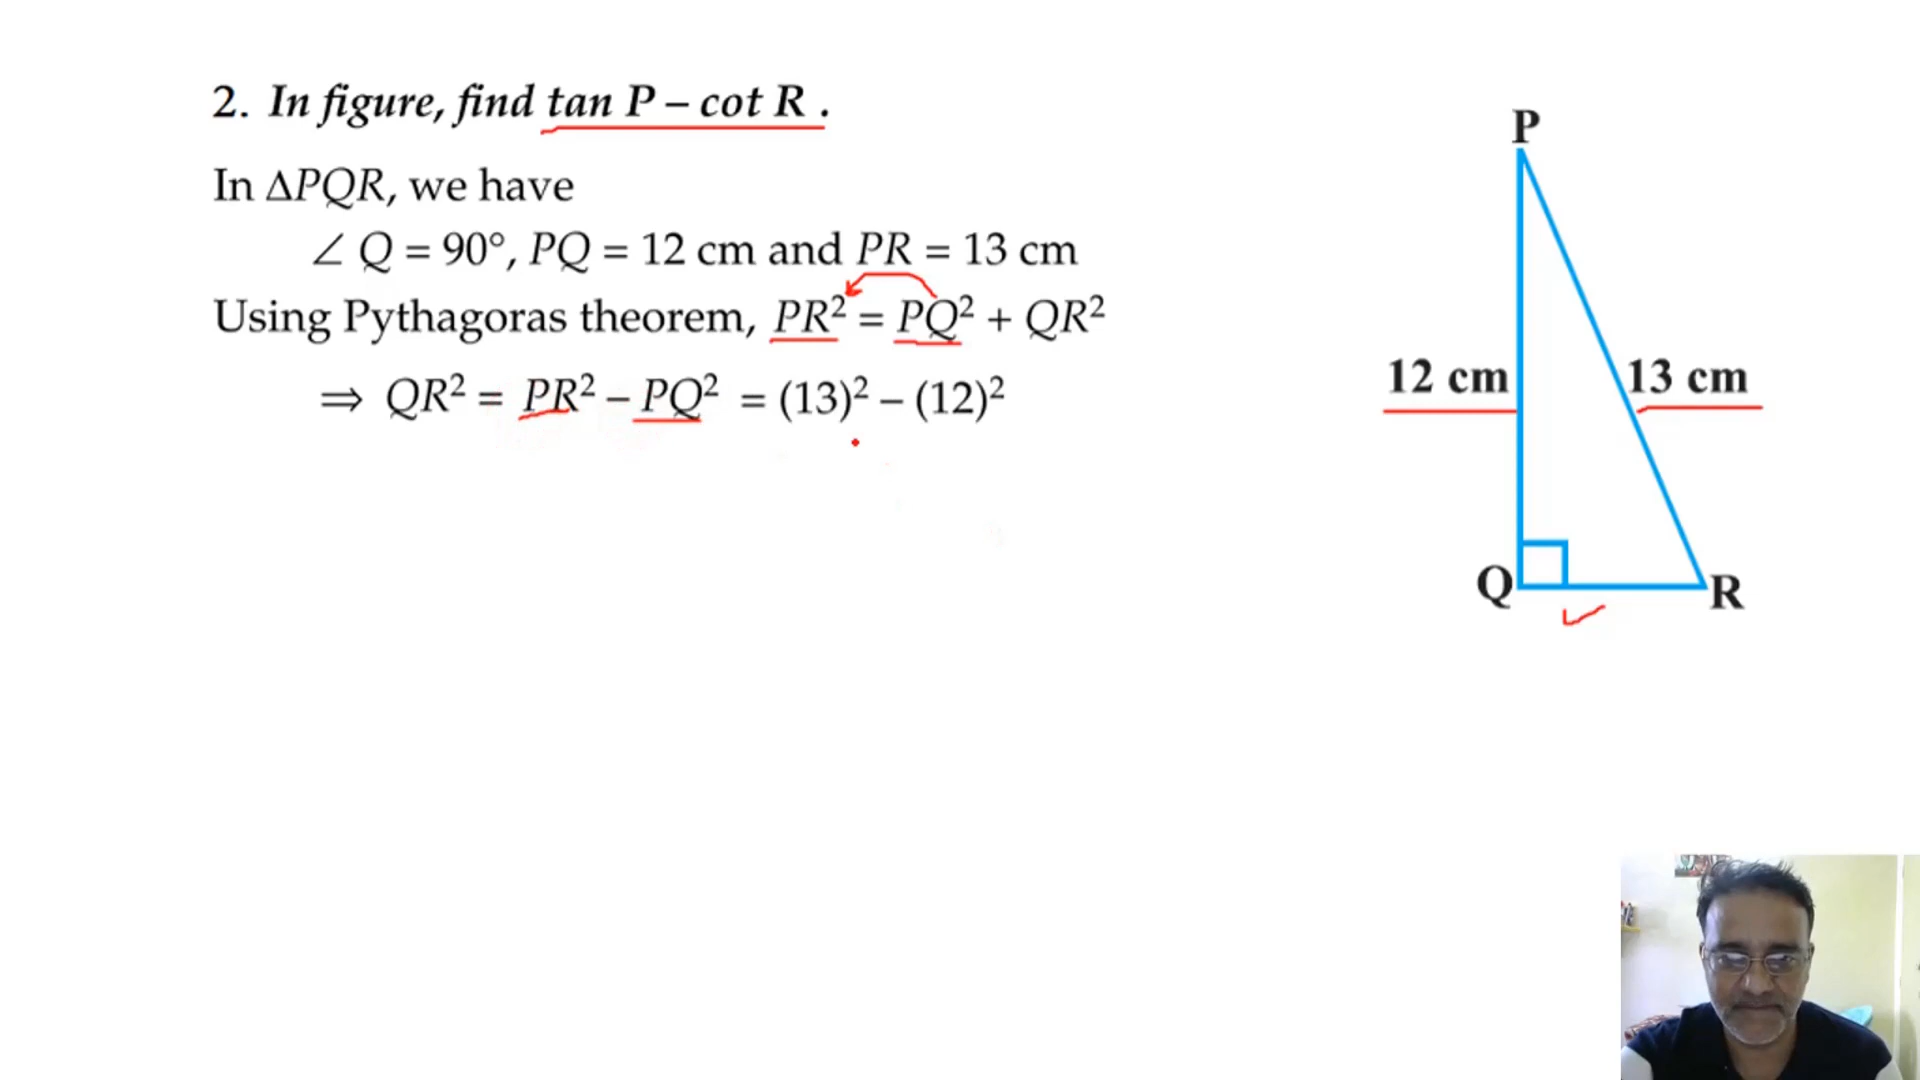 2. In figure, find tan P – cot R .
In ΔPQR, we have
∠ Q = 90°, PQ = 12 cm and PR = 13 cm
Using Pythagoras theorem, PR² = PQ² + QR²
⇒ QR² = PR² – PQ² = (13)² – (12)²
P
12 cm
13 cm
Q
R